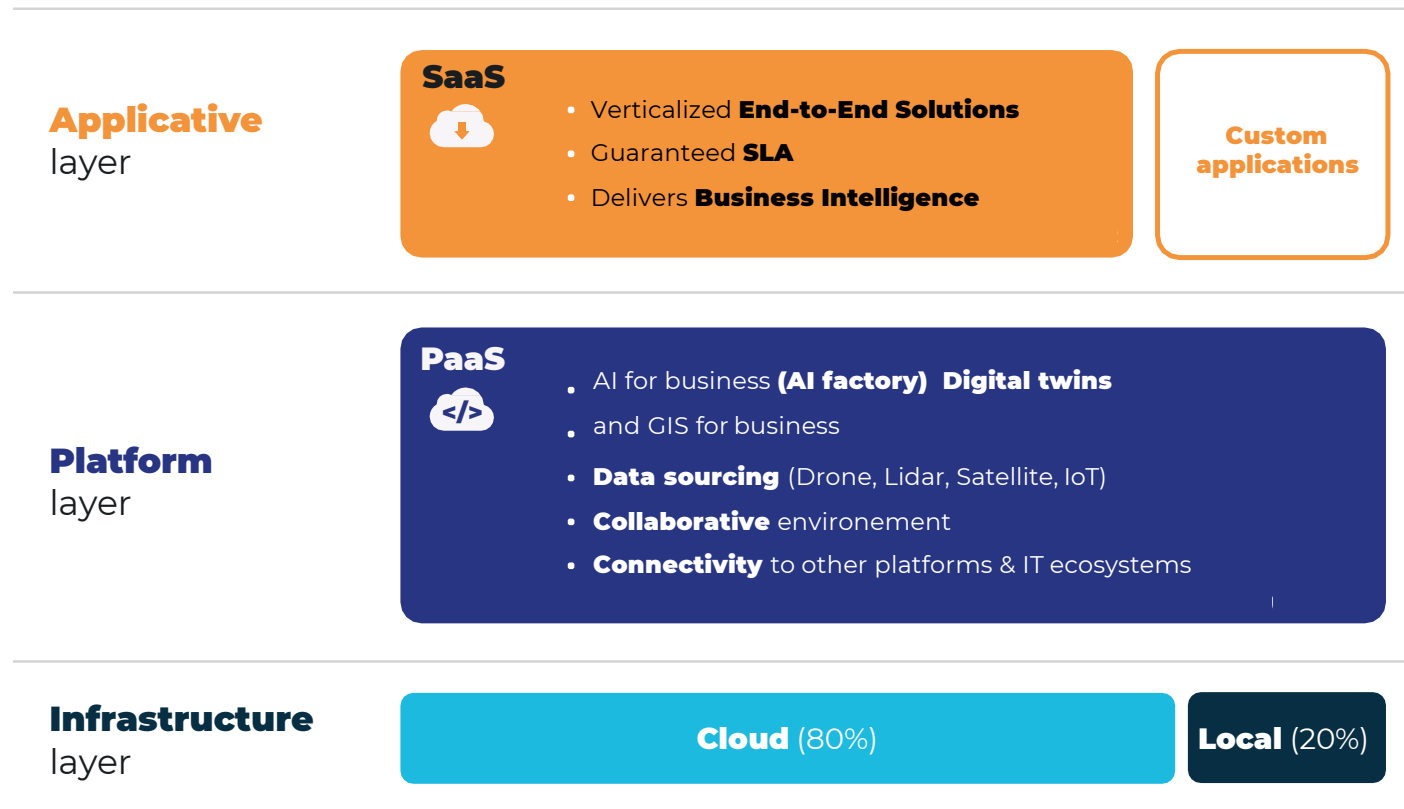 Applicative
layer
SaaS
• Verticalized End-to-End Solutions
• Guaranteed SLA
• Delivers Business Intelligence
Custom
applications
Platform
layer
PaaS
</>
• AI for business (AI factory) Digital twins
• and GIS for business
• Data sourcing (Drone, Lidar, Satellite, IoT)
• Collaborative environement
• Connectivity to other platforms & IT ecosystems
Infrastructure
layer
Cloud (80%)
Local (20%)